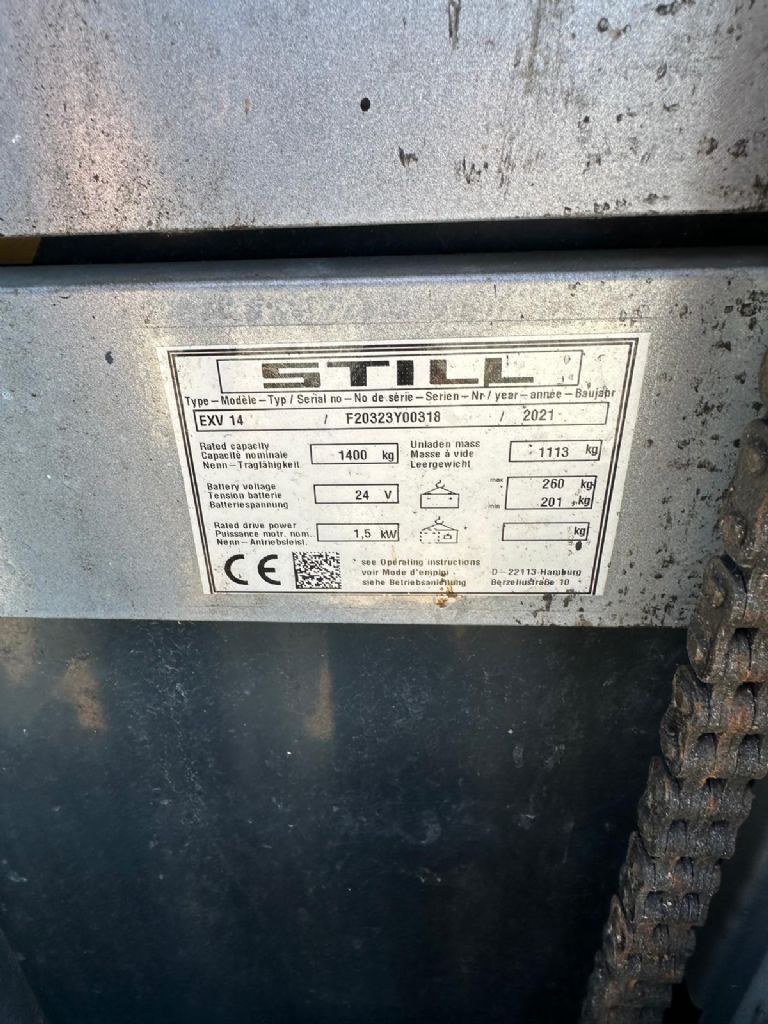 STILL
Type – Modèle – Typ / Serial no – No de série – Serien – Nr / year – année – Baujahr
EXV 14 / F20323Y00318 / 2021
Rated capacity
Capacité nominale
Nenn – Tragfähigkeit
1400 kg
Unladen mass
Masse à vide
Leergewicht
1113 kg
Battery voltage
Tension batterie
Batteriespannung
24 V
max 260 kg
min 201 kg
Rated drive power
Puissance motr. nom.
Nenn – Antriebsleist.
1,5 kW
kg
CE
* see Operating instructions
voir Mode d'emploi
siehe Betriebsanleitung
D – 22113 Hamburg
Berzeliusstraße 10